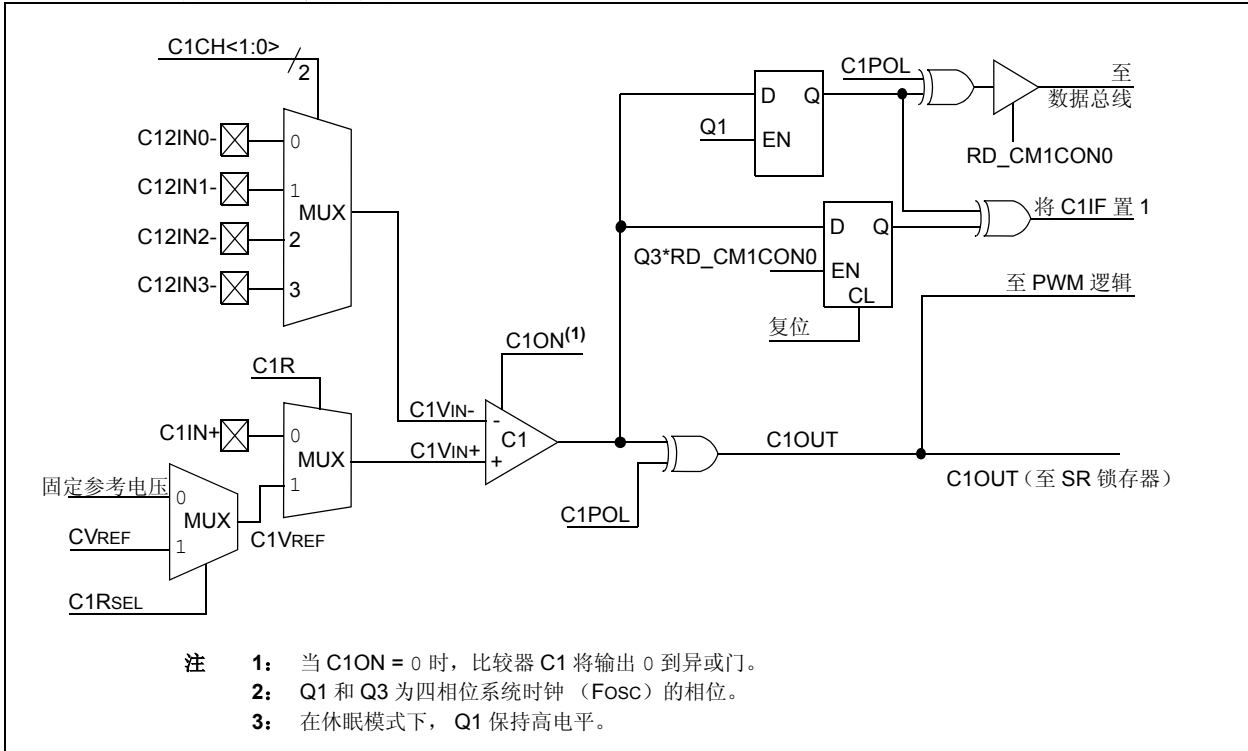 C1CH<1:0>
2
C12IN0-
0
C12IN1-
1
MUX
C12IN2-
2
C12IN3-
3
C1POL
至
数据总线
D Q
Q1
EN
RD_CM1CON0
将 C1IF 置 1
D Q
Q3*RD_CM1CON0
EN
CL
复位
至 PWM 逻辑
C1ON(1)
C1R
C1VIN-
-
C1
C1IN+
0
MUX
C1VIN+
+
1
C1OUT
C1OUT（至 SR 锁存器）
固定参考电压
0
MUX
C1VREF
CVREF
1
C1POL
C1RSEL
注 1： 当 C1ON = 0 时，比较器 C1 将输出 0 到异或门。
2： Q1 和 Q3 为四相位系统时钟 （FOSC）的相位。
3： 在休眠模式下， Q1 保持高电平。